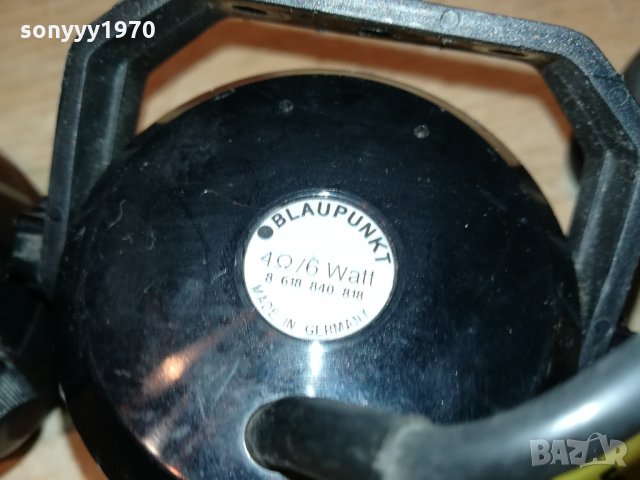 sonyyy1970
BLAUPUNKT
4Ω/6 Watt
8 618 840 818
MADE IN GERMANY
BAZAR